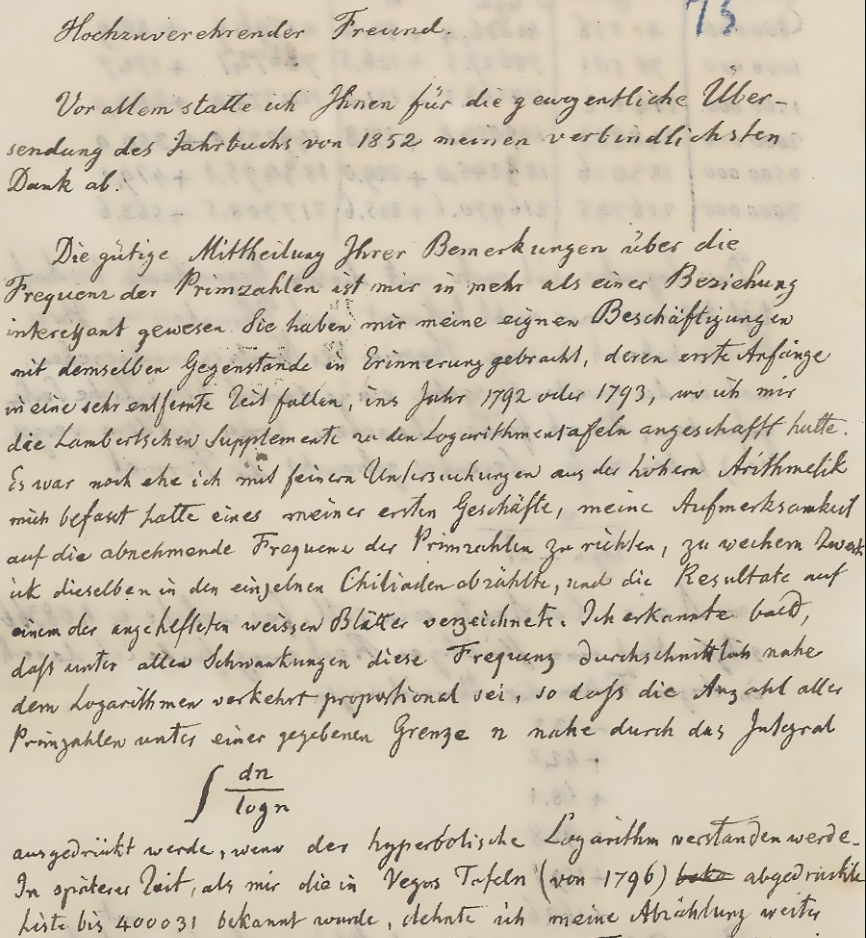 75
Hochzuverehrender Freund.
Vor allem statte ich Ihnen für die gewogentliche Über-
sendung des Jahrbuchs von 1852 meinen verbindlichsten
Dank ab.
Die gütige Mittheilung Ihrer Bemerkungen über die
Frequenz der Primzahlen ist mir in mehr als einer Beziehung
interessant gewesen. Sie haben mir meine eignen Beschäftigungen
mit demselben Gegenstande in Erinnerung gebracht, deren erste Anfänge
in eine sehr entfernte Zeit fallen, ins Jahr 1792 oder 1793, wo ich mir
die Lambertschen Supplemente zu den Logarithmentafeln angeschafft hatte.
Es war noch ehe ich mit feinern Untersuchungen aus der höhern Arithmetik
mich befasst hatte eines meiner ersten Geschäfte, meine Aufmerksamkeit
auf die abnehmende Frequenz der Primzahlen zu richten, zu welchem Zweck
ich dieselben in den einzelnen Chiliaden abzählte, und die Resultate auf
einem der angehefteten weissen Blätter verzeichnete. Ich erkannte bald,
daß unter allen Schwankungen diese Frequenz durchschnittlich nahe
dem Logarithmen verkehrt proportional sei, so daß die Anzahl aller
Primzahlen unter einer gegebenen Grenze n nahe durch das Integral
∫ dn/log n
ausgedrückt werde, wenn der hyperbolische Logarithm verstanden werde.
In späterer Zeit, als mir die in Vegas Tafeln (von 1796) abgedruckte
Liste bis 400031 bekannt wurde, dehnte ich meine Abzählung weiter